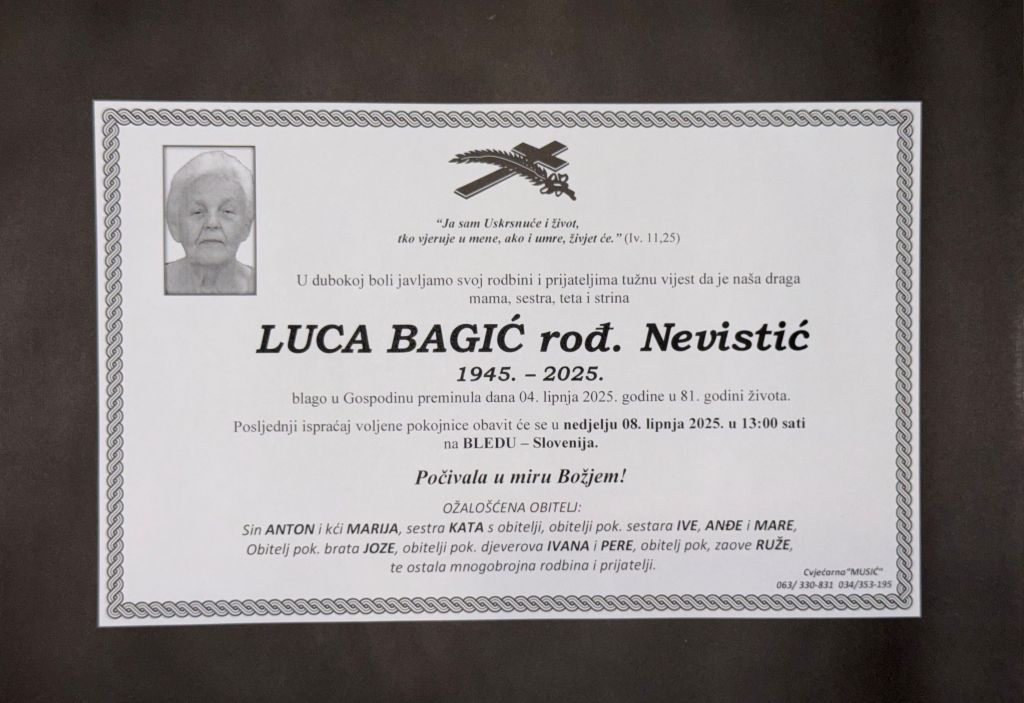 “Ja sam Uskrsnuće i život,
tko vjeruje u mene, ako i umre, živjet će.” (Iv. 11,25)
U dubokoj boli javljamo svoj rodbini i prijateljima tužnu vijest da je naša draga
mama, sestra, teta i strina
LUCA BAGIĆ rođ. Nevistić
1945. – 2025.
blago u Gospodinu preminula dana 04. lipnja 2025. godine u 81. godini života.
Posljednji ispraćaj voljene pokojnice obavit će se u nedjelju 08. lipnja 2025. u 13:00 sati
na BLEDU – Slovenija.
Počivala u miru Božjem!
OŽALOŠĆENA OBITELJ:
Sin ANTON i kći MARIJA, sestra KATA s obitelji, obitelji pok. sestara IVE, ANĐE i MARE,
Obitelj pok. brata JOZE, obitelji pok. djeverova IVANA i PERE, obitelj pok, zaove RUŽE,
te ostala mnogobrojna rodbina i prijatelji.
Cvjećarna"MUSIĆ"
063/ 330-831 034/353-195